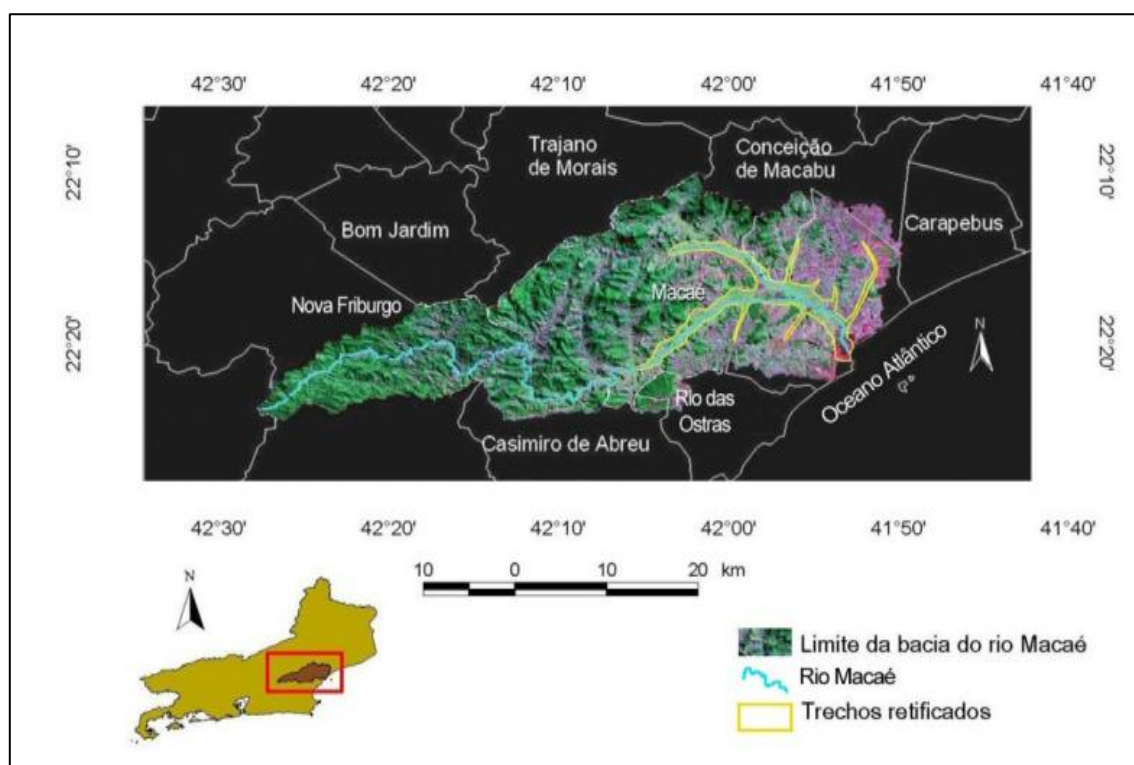 42°30' 42°20' 42°10' 42°00' 41°50' 41°40'
22°10'
22°20'
22°10'
22°20'
Trajano
de Morais
Conceição
de Macabu
Carapebus
Bom Jardim
Nova Friburgo
Macaé
Rio das
Ostras
Casimiro de Abreu
Oceano Atlântico
N
42°30' 42°20' 42°10' 42°00' 41°50' 41°40'
10 0 10 20 km
N
Limite da bacia do rio Macaé
Rio Macaé
Trechos retificados